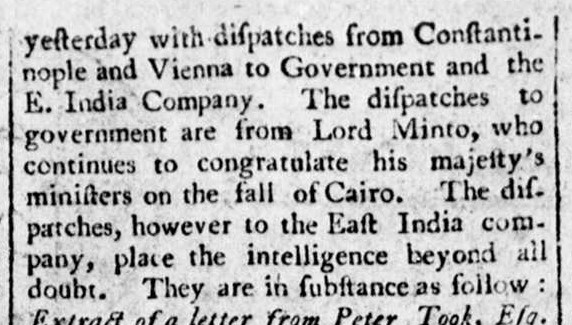 yeſterday with diſpatches from Conſtanti-
nople and Vienna to Government and the
E. India Company. The diſpatches to
government are from Lord Minto, who
continues to congratulate his majeſty's
miniſters on the fall of Cairo. The diſ-
patches, however to the Eaſt India com-
pany, place the intelligence beyond all
doubt. They are in ſubſtance as follow :
Extract of a letter from Peter Took, Eſq.